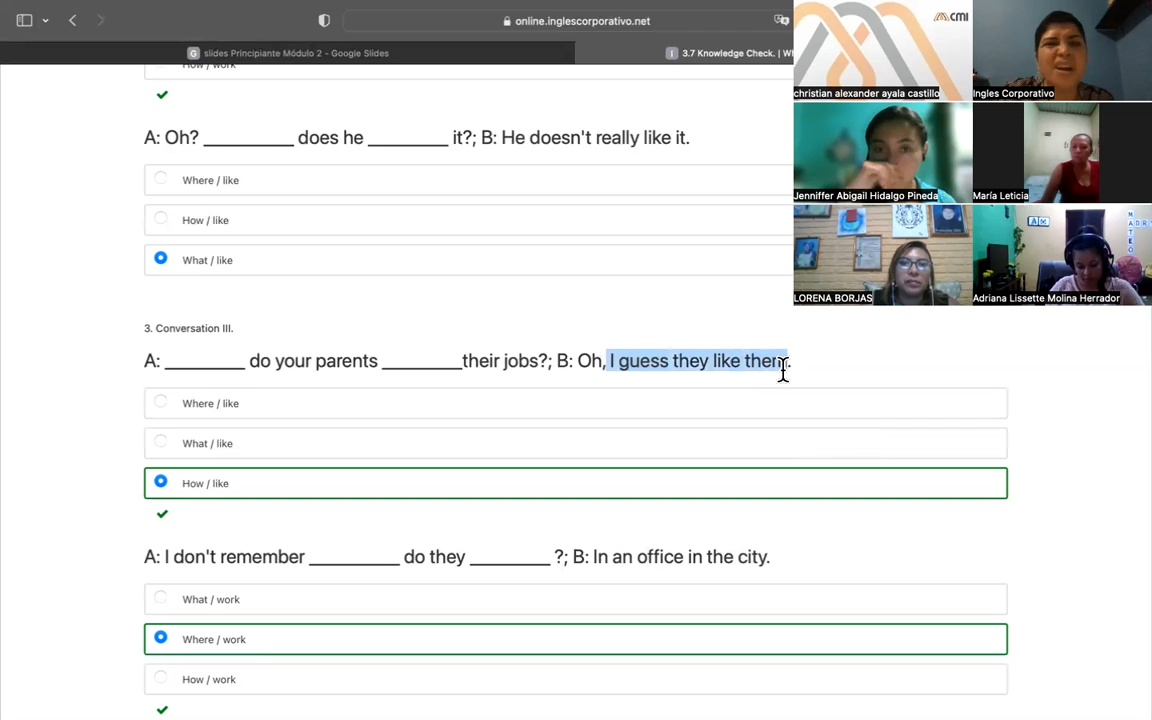 online.inglescorporativo.net
slides Principiante Módulo 2 - Google Slides
3.7 Knowledge Check. | Wh
How / work
A: Oh? _________ does he ________ it?; B: He doesn't really like it.
Where / like
How / like
What / like
3. Conversation III.
A: ________ do your parents ________their jobs?; B: Oh, I guess they like them.
Where / like
What / like
How / like
A: I don't remember _________ do they ________ ?; B: In an office in the city.
What / work
Where / work
How / work
CMI
christian alexander ayala castillo
Ingles Corporativo
Jenniffer Abigail Hidalgo Pineda
María Leticia
LORENA BORJAS
Adriana Lissette Molina Herrador